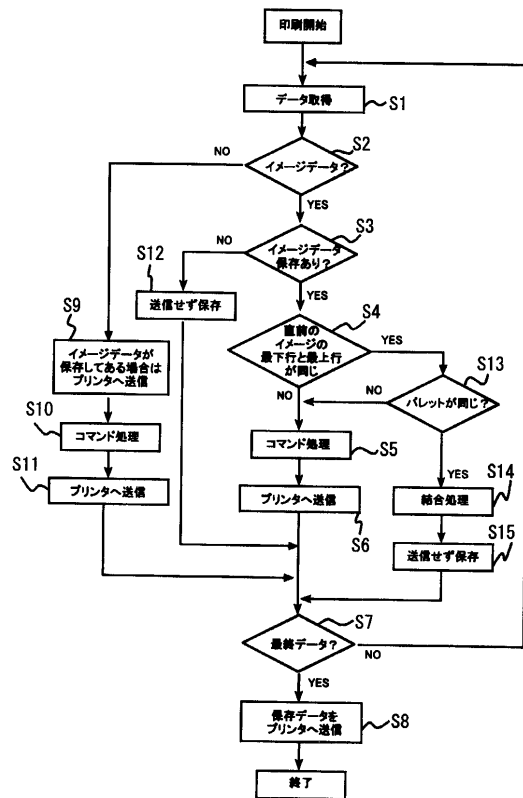 印刷開始
データ取得
S1
S2
イメージデータ?
NO
YES
S3
イメージデータ
保存あり?
NO
YES
S12
送信せず保存
S4
直前の
イメージの
最下行と最上行
が同じ
YES
NO
S9
イメージデータが
保存してある場合は
プリンタへ送信
S13
パレットが同じ?
NO
YES
S10
コマンド処理
コマンド処理
S5
S14
結合処理
S11
プリンタへ送信
プリンタへ送信
S6
S15
送信せず保存
S7
最終データ?
NO
YES
保存データを
プリンタへ送信
S8
終了